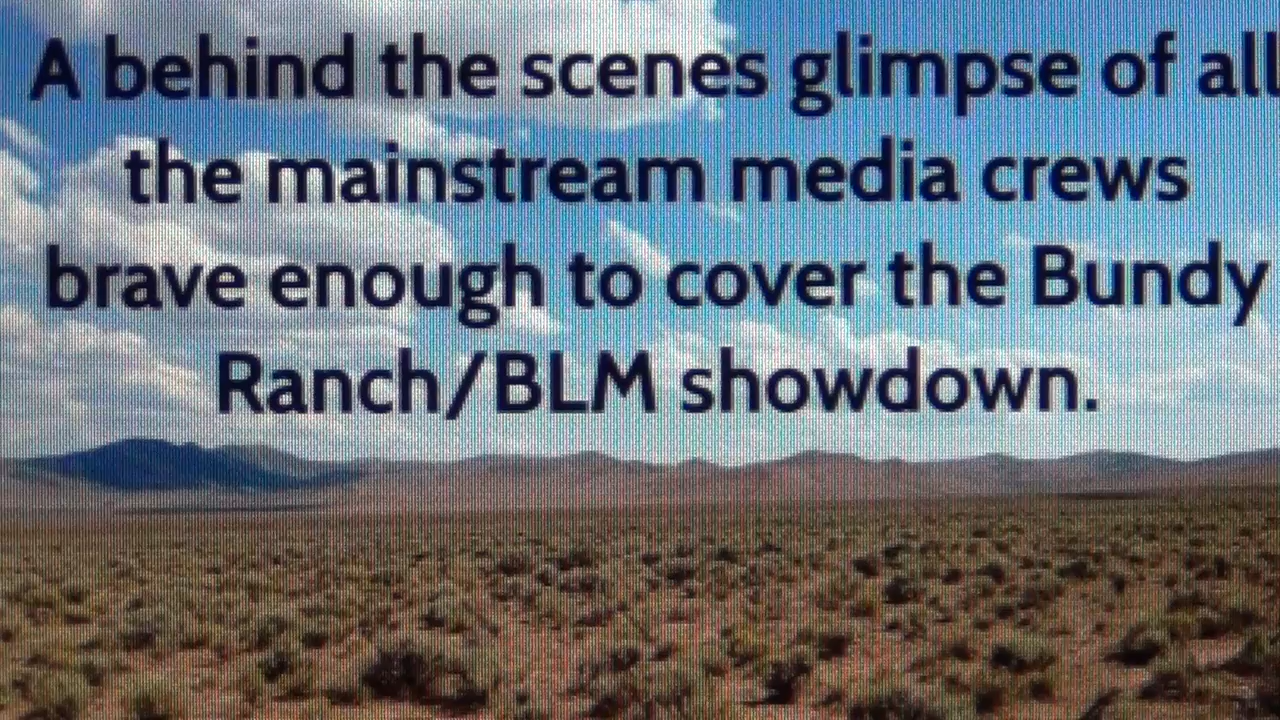 A behind the scenes glimpse of all
the mainstream media crews
brave enough to cover the Bundy
Ranch/BLM showdown.